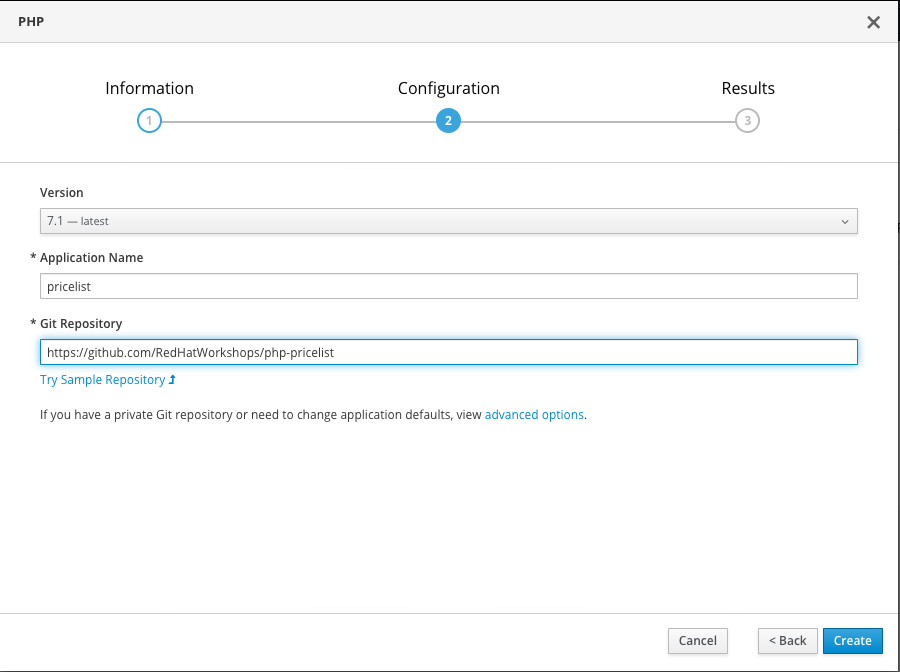 PHP
Information Configuration Results
1 2 3
Version
7.1 — latest
* Application Name
pricelist
* Git Repository
https://github.com/RedHatWorkshops/php-pricelist
Try Sample Repository
If you have a private Git repository or need to change application defaults, view advanced options.
Cancel < Back Create